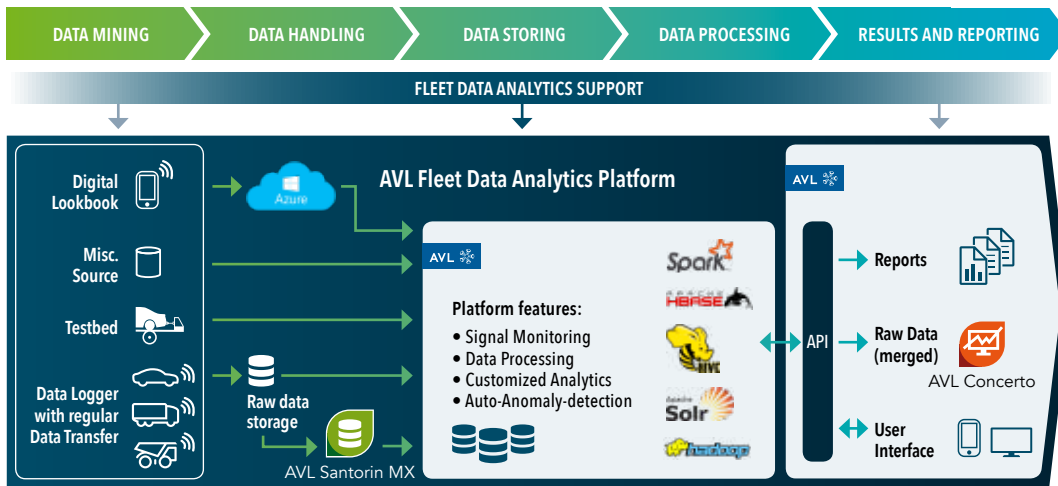 DATA MINING
DATA HANDLING
DATA STORING
DATA PROCESSING
RESULTS AND REPORTING
FLEET DATA ANALYTICS SUPPORT
Digital
Lookbook
Misc.
Source
Testbed
Data Logger
with regular
Data Transfer
Azure
Raw data
storage
AVL Santorin MX
AVL Fleet Data Analytics Platform
AVL
Platform features:
• Signal Monitoring
• Data Processing
• Customized Analytics
• Auto-Anomaly-detection
Spark
APACHE
HBASE
HIVE
Apache
Solr
hadoop
AVL
API
Reports
Raw Data
(merged)
AVL Concerto
User
Interface